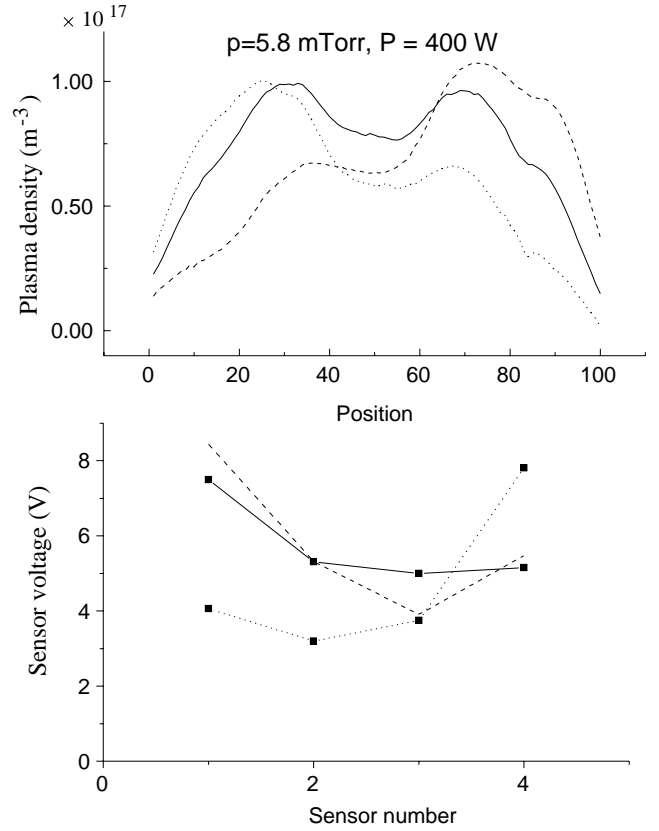 × 10 17
p=5.8 mTorr, P = 400 W
1.00
0.50
0.00
Plasma density (m-3)
0 20 40 60 80 100
Position
8
6
4
2
0
Sensor voltage (V)
0 2 4
Sensor number